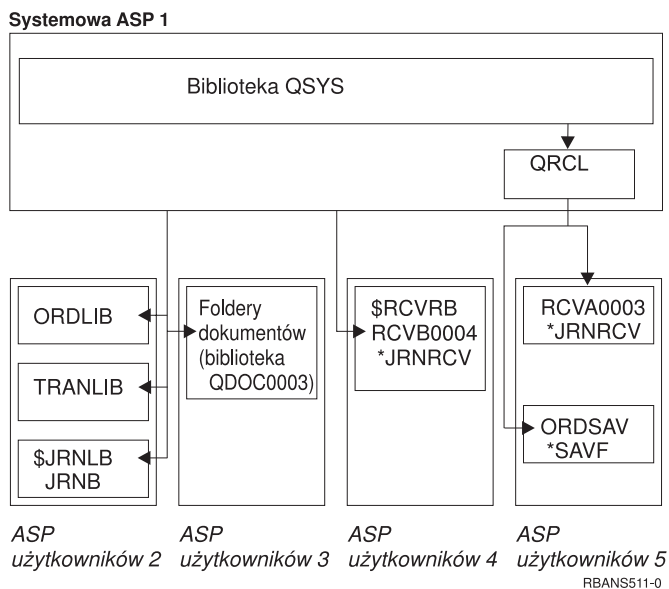 Systemowa ASP 1
Biblioteka QSYS
QRCL
ORDLIB
TRANLIB
$JRNLB
JRNB
Foldery
dokumentów
(biblioteka
QDOC0003)
$RCVRB
RCVB0004
*JRNRCV
RCVA0003
*JRNRCV
ORDSAV
*SAVF
ASP
użytkowników 2
ASP
użytkowników 3
ASP
użytkowników 4
ASP
użytkowników 5
RBANS511-0